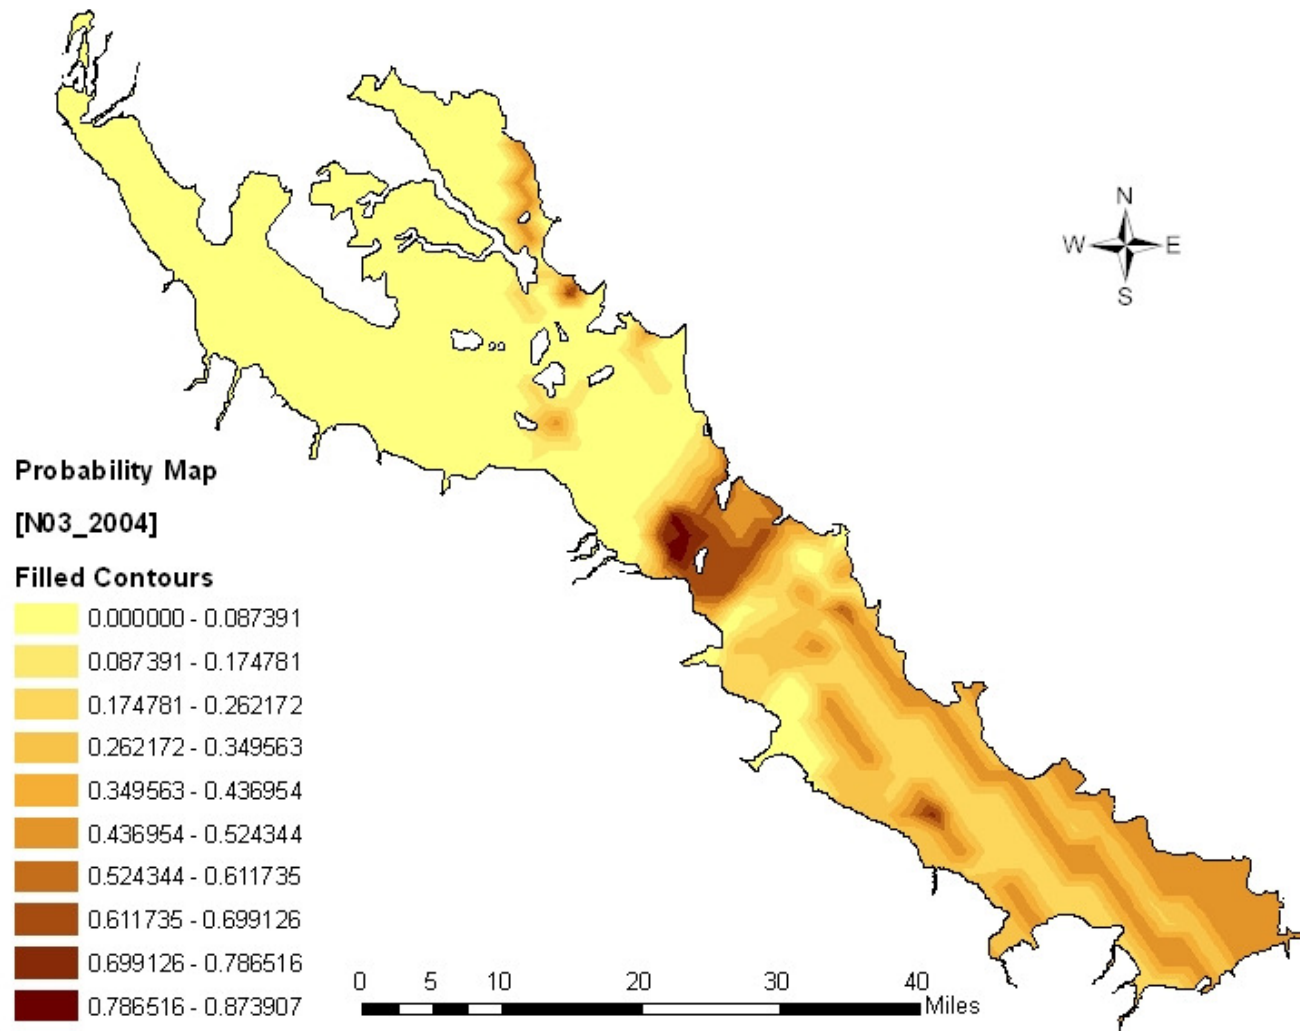 N
W E
S
Probability Map
[N03_2004]
Filled Contours
0.000000 - 0.087391
0.087391 - 0.174781
0.174781 - 0.262172
0.262172 - 0.349563
0.349563 - 0.436954
0.436954 - 0.524344
0.524344 - 0.611735
0.611735 - 0.699126
0.699126 - 0.786516
0.786516 - 0.873907
0 5 10 20 30 40
Miles